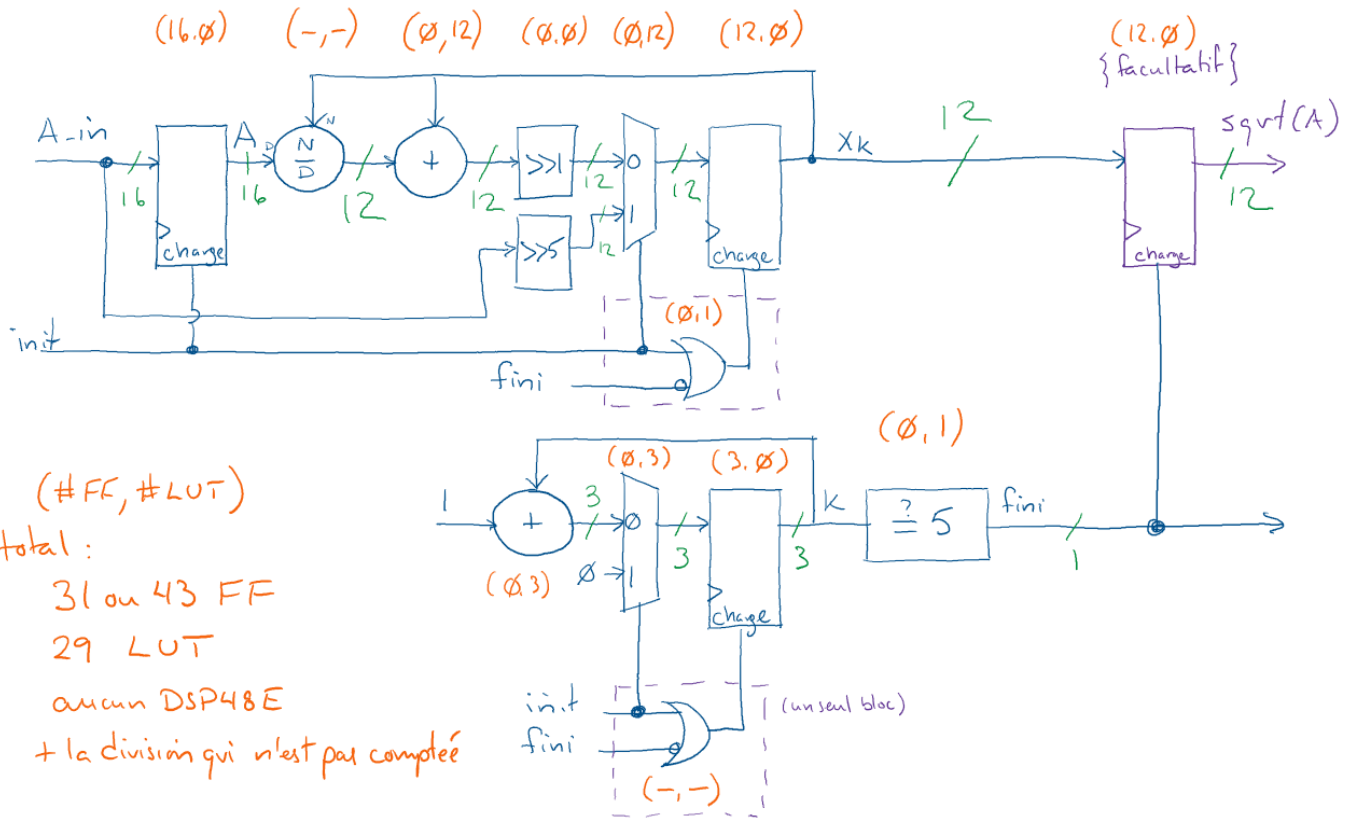 (16.Ø) (-,-) (Ø,12) (Ø.Ø) (Ø,12) (12.Ø) (12.Ø)
{facultatif}
A_in 16 A 16 D N N/D 12 + 12 >>1 12 0 12 Xk 12 sqrt(A) 12
>>5 12 1
charge charge charge
(Ø,1)
init
fini
(Ø,1)
(Ø,3) (3.Ø)
(#FF, #LUT)
1 + 3 Ø 3 3 K ?= 5 fini 1
(Ø.3) Ø 1
charge
total :
31 ou 43 FF
29 LUT
aucun DSP48E
+ la division qui n'est pas comptée
init (un seul bloc)
fini
(-,-)